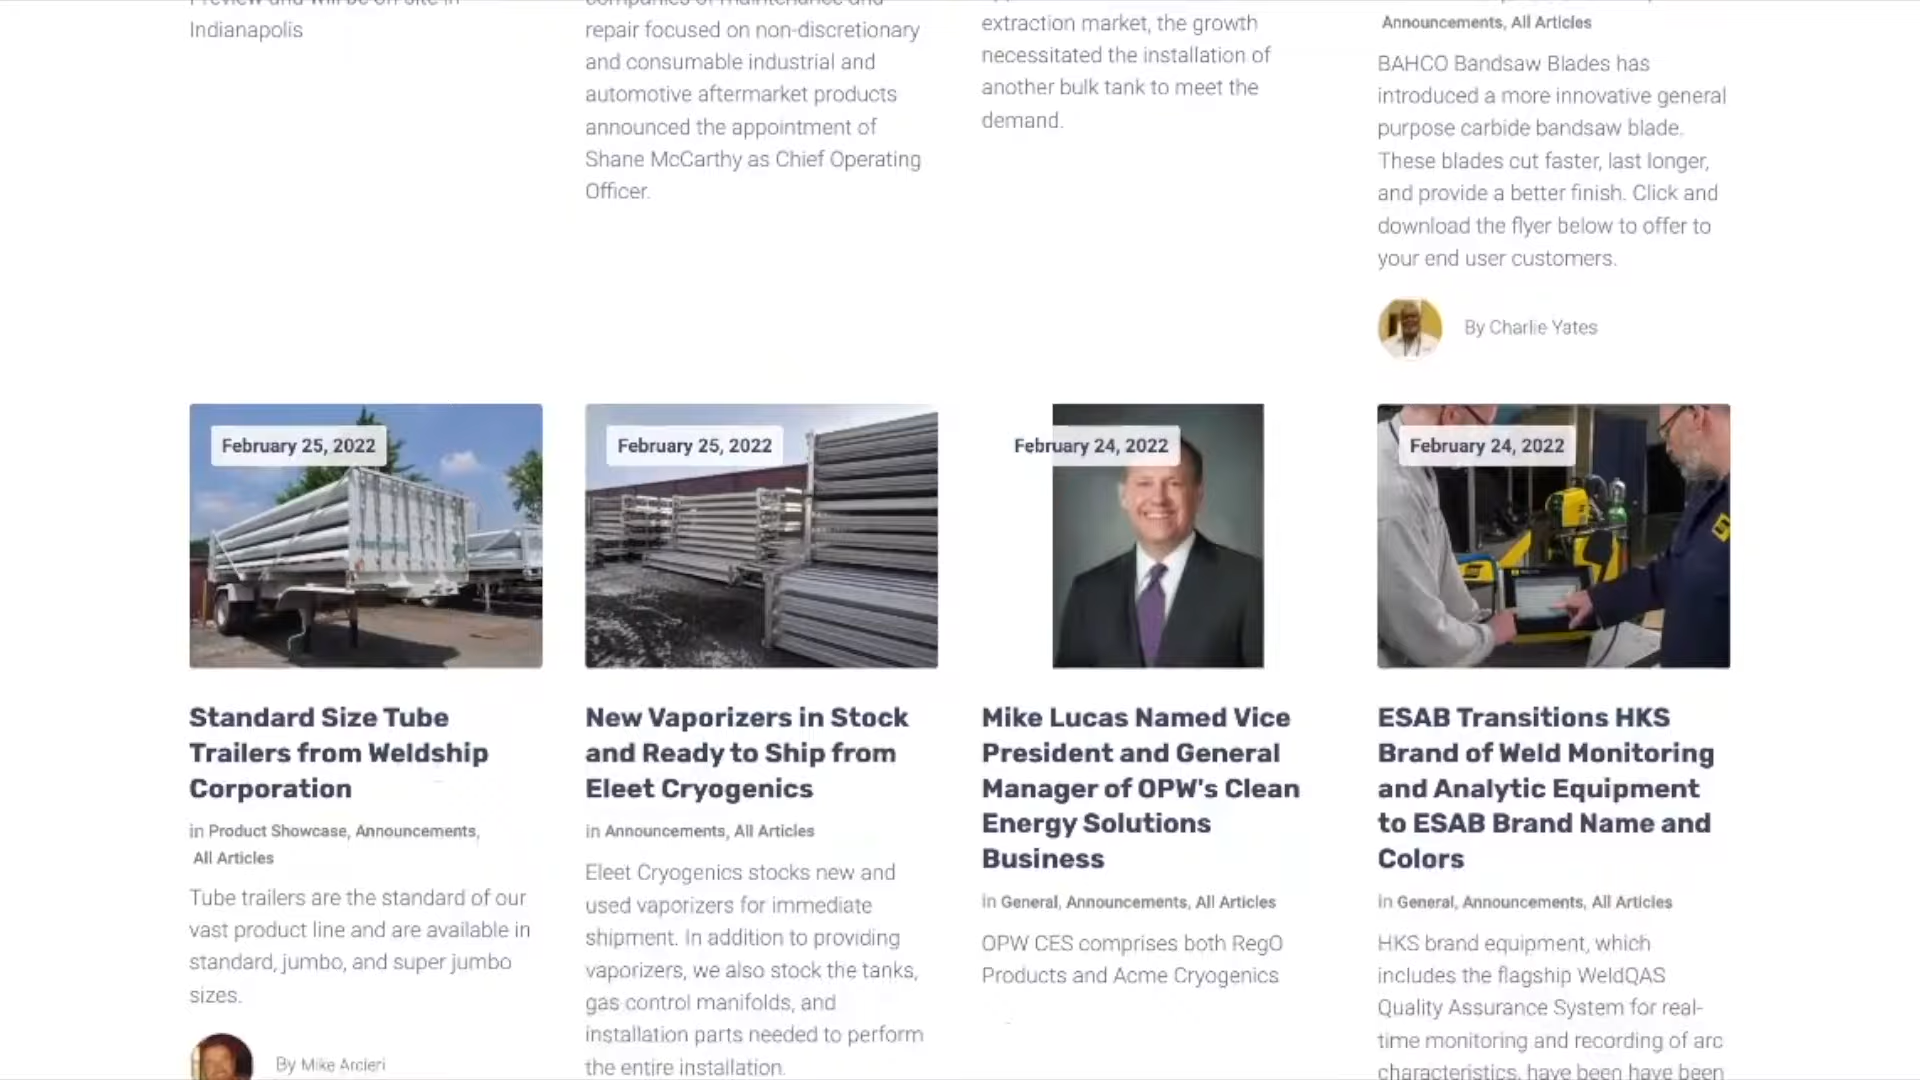 Indianapolis
repair focused on non-discretionary
and consumable industrial and
automotive aftermarket products
announced the appointment of
Shane McCarthy as Chief Operating
Officer.
extraction market, the growth
necessitated the installation of
another bulk tank to meet the
demand.
Announcements, All Articles
BAHCO Bandsaw Blades has
introduced a more innovative general
purpose carbide bandsaw blade.
These blades cut faster, last longer,
and provide a better finish. Click and
download the flyer below to offer to
your end user customers.
By Charlie Yates
February 25, 2022
Standard Size Tube
Trailers from Weldship
Corporation
in Product Showcase, Announcements,
All Articles
Tube trailers are the standard of our
vast product line and are available in
standard, jumbo, and super jumbo
sizes.
By Mike Arcieri
February 25, 2022
New Vaporizers in Stock
and Ready to Ship from
Eleet Cryogenics
in Announcements, All Articles
Eleet Cryogenics stocks new and
used vaporizers for immediate
shipment. In addition to providing
vaporizers, we also stock the tanks,
gas control manifolds, and
installation parts needed to perform
the entire installation.
February 24, 2022
Mike Lucas Named Vice
President and General
Manager of OPW's Clean
Energy Solutions
Business
in General, Announcements, All Articles
OPW CES comprises both RegO
Products and Acme Cryogenics
February 24, 2022
ESAB Transitions HKS
Brand of Weld Monitoring
and Analytic Equipment
to ESAB Brand Name and
Colors
in General, Announcements, All Articles
HKS brand equipment, which
includes the flagship WeldQAS
Quality Assurance System for real-
time monitoring and recording of arc
characteristics, have been have been